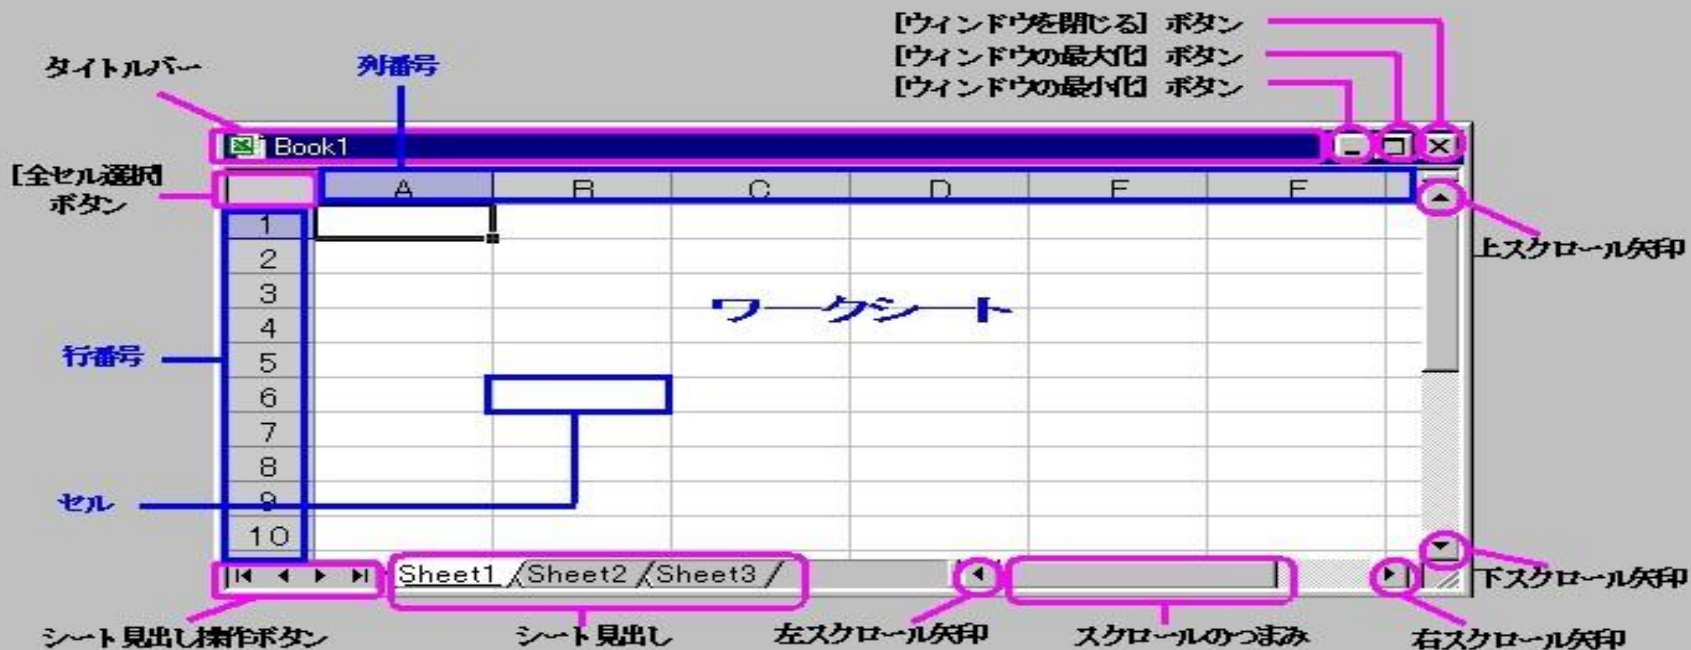 [ウィンドウを閉じる] ボタン
[ウィンドウの最大化] ボタン
[ウィンドウの最小化] ボタン
タイトルバー
列番号
Book1
[全セル選択]
ボタン
A B C D E F
1
2
3
4
5
6
7
8
9
10
上スクロール矢印
ワークシート
行番号
セル
Sheet1 Sheet2 Sheet3
下スクロール矢印
シート見出し操作ボタン
シート見出し
左スクロール矢印
スクロールのつまみ
右スクロール矢印